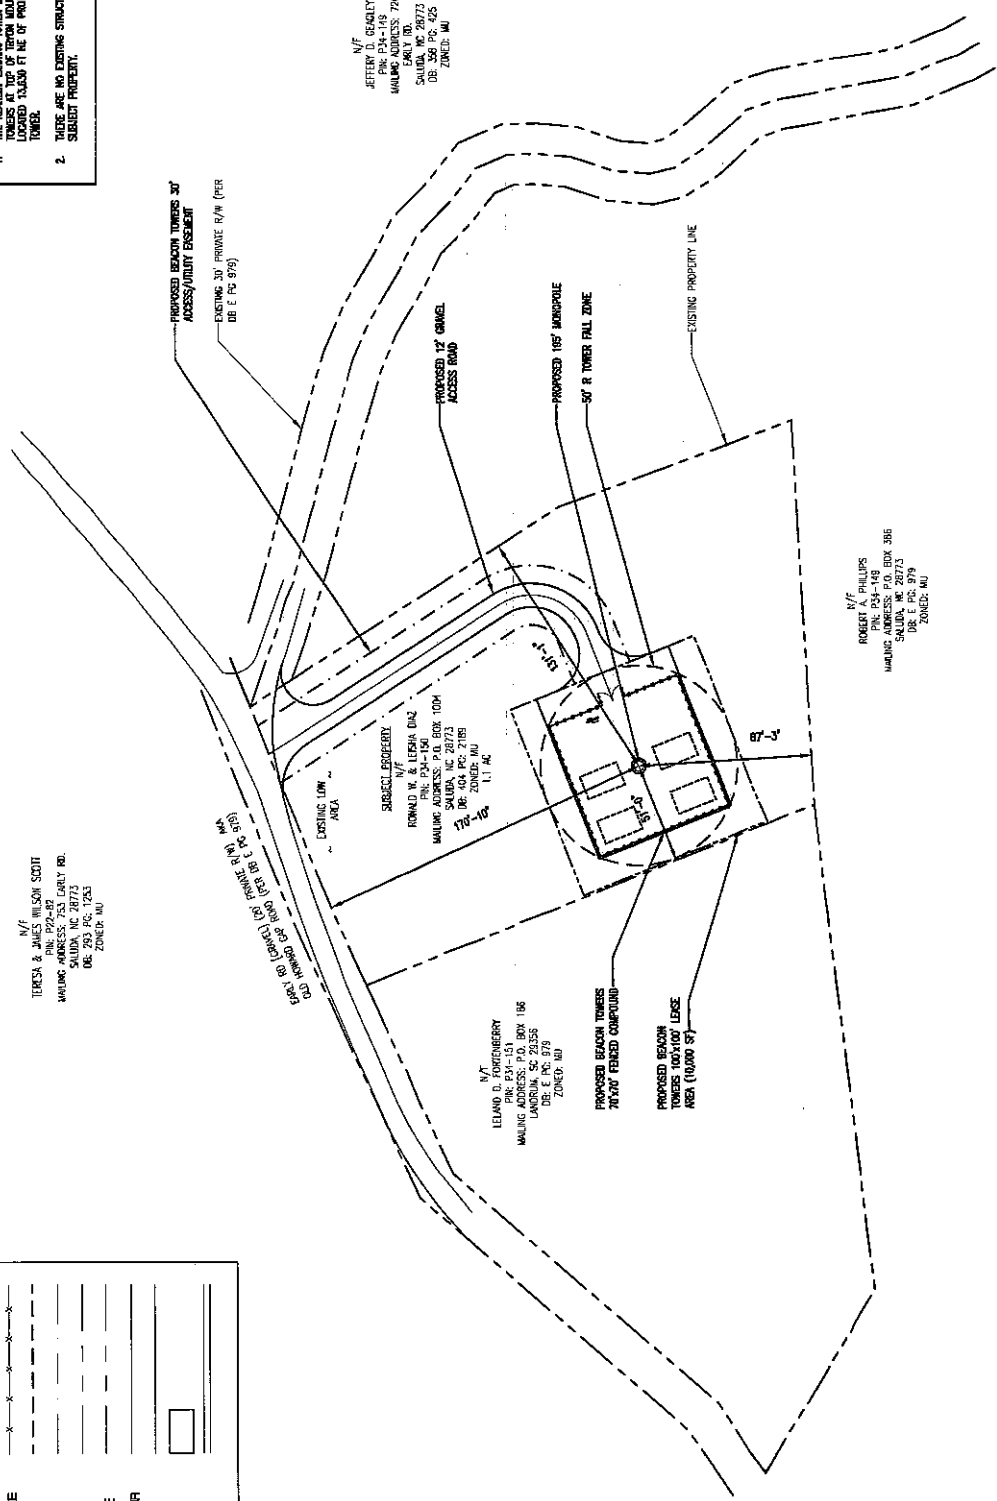 TOWERS AT TOP OF TRYON
LOCATED 13,630 FT NE OF
TOWER.
2. THERE ARE NO EXISTING
SUBJECT PROPERTY.
N/F
JEFFERY D.
PIN: P34-149
MAILING ADDRESS:
EARLY RD.
SALUDA, NC 28773
DB: 358 PG: 425
ZONED: MU
PROPOSED BEACON TOWERS 30'
ACCESS/UTILITY EASEMENT
EXISTING 30' PRIVATE R/W (PER
DB E PG 979)
PROPOSED 12' GRAVEL
ACCESS ROAD
PROPOSED 195' MONOPOLE
50' R TOWER FALL ZONE
EXISTING PROPERTY LINE
N/F
TERESA & JAMES WILSON SCOTT
PIN: P22-82
MAILING ADDRESS: 753 EARLY RD.
SALUDA, NC 28773
DB: 293 PG: 1253
ZONED: MU
EARLY RD (GRAVEL) (20' PRIVATE R/W) AKA
OLD HOWARD GAP ROAD (PER DB E PG 979)
~ EXISTING LOW ~
AREA
SUBJECT PROPERTY
N/F
RONALD W. & LEISHA DIAZ
PIN: P34-150
MAILING ADDRESS: P.O. BOX 1004
SALUDA, NC 28773
DB: 404 PG: 2189
ZONED: MU
1.1 AC
170'-10"
131'-1"
51'-0"
87'-3"
N/F
ROBERT A. PHILLIPS
PIN: P34-149
MAILING ADDRESS: P.O. BOX 386
SALUDA, NC 28773
DB: E PG: 979
ZONED: MU
N/F
LELAND D. FORTENBERRY
PIN: P34-151
MAILING ADDRESS: P.O. BOX 186
LANDRUM, SC 29356
DB: E PG: 979
ZONED: MU
PROPOSED BEACON TOWERS
70'x70' FENCED COMPOUND
PROPOSED BEACON
TOWERS 100'x100' LEASE
AREA (10,000 SF)